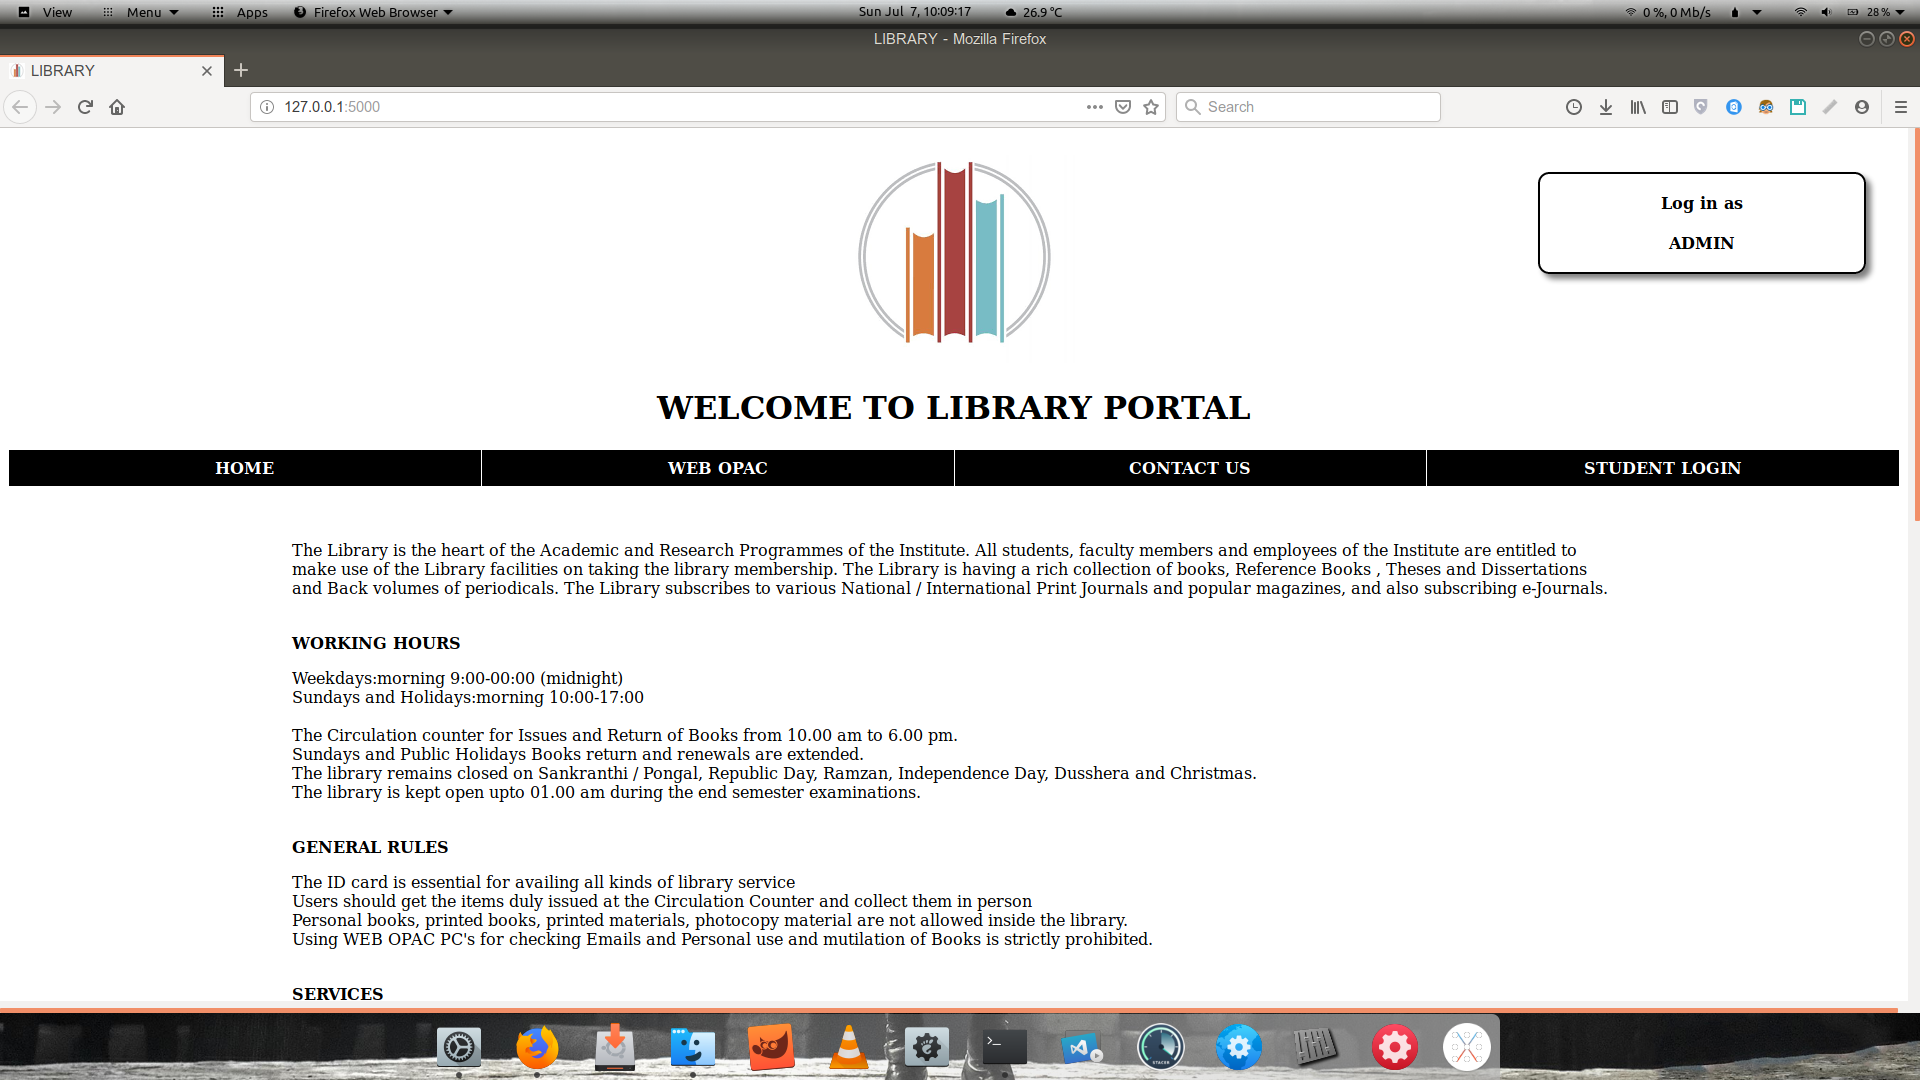 View Menu Apps Firefox Web Browser Sun Jul 7, 10:09:17 26.9 °C 0 %, 0 Mb/s 28 %
LIBRARY - Mozilla Firefox
LIBRARY
127.0.0.1:5000 Search
Log in as
ADMIN
WELCOME TO LIBRARY PORTAL
HOME WEB OPAC CONTACT US STUDENT LOGIN
The Library is the heart of the Academic and Research Programmes of the Institute. All students, faculty members and employees of the Institute are entitled to
make use of the Library facilities on taking the library membership. The Library is having a rich collection of books, Reference Books , Theses and Dissertations
and Back volumes of periodicals. The Library subscribes to various National / International Print Journals and popular magazines, and also subscribing e-Journals.
WORKING HOURS
Weekdays:morning 9:00-00:00 (midnight)
Sundays and Holidays:morning 10:00-17:00
The Circulation counter for Issues and Return of Books from 10.00 am to 6.00 pm.
Sundays and Public Holidays Books return and renewals are extended.
The library remains closed on Sankranthi / Pongal, Republic Day, Ramzan, Independence Day, Dusshera and Christmas.
The library is kept open upto 01.00 am during the end semester examinations.
GENERAL RULES
The ID card is essential for availing all kinds of library service
Users should get the items duly issued at the Circulation Counter and collect them in person
Personal books, printed books, printed materials, photocopy material are not allowed inside the library.
Using WEB OPAC PC's for checking Emails and Personal use and mutilation of Books is strictly prohibited.
SERVICES
STACER